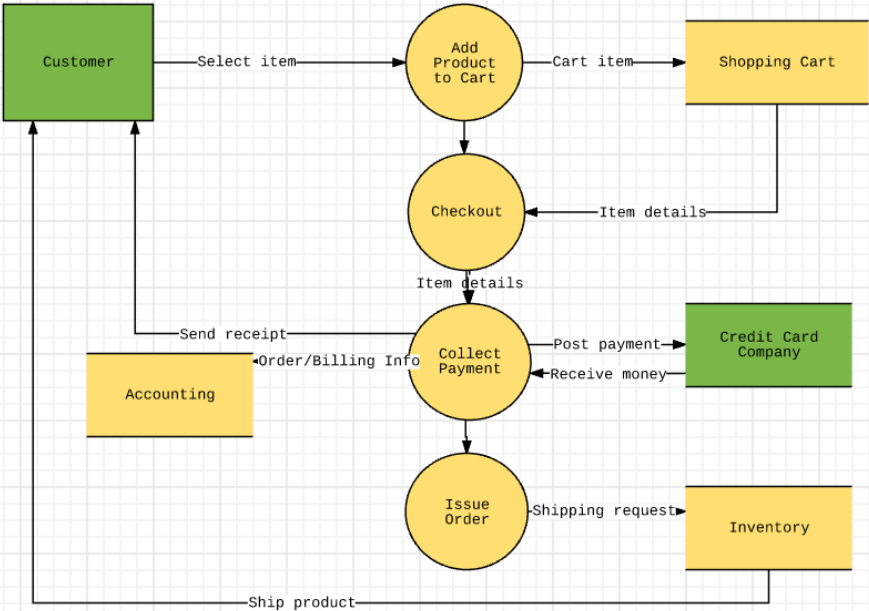 Customer
Select item
Add
Product
to Cart
Cart item
Shopping Cart
Checkout
Item details
Item details
Send receipt
Order/Billing Info
Collect
Payment
Post payment
Receive money
Credit Card
Company
Accounting
Issue
Order
Shipping request
Inventory
Ship product